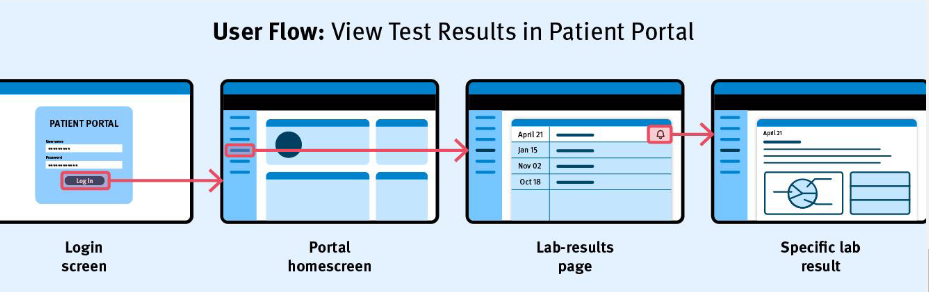 User Flow: View Test Results in Patient Portal
PATIENT PORTAL
Username
Password
Log In
April 21
Jan 15
Nov 02
Oct 18
April 21
Login
screen
Portal
homescreen
Lab-results
page
Specific lab
result